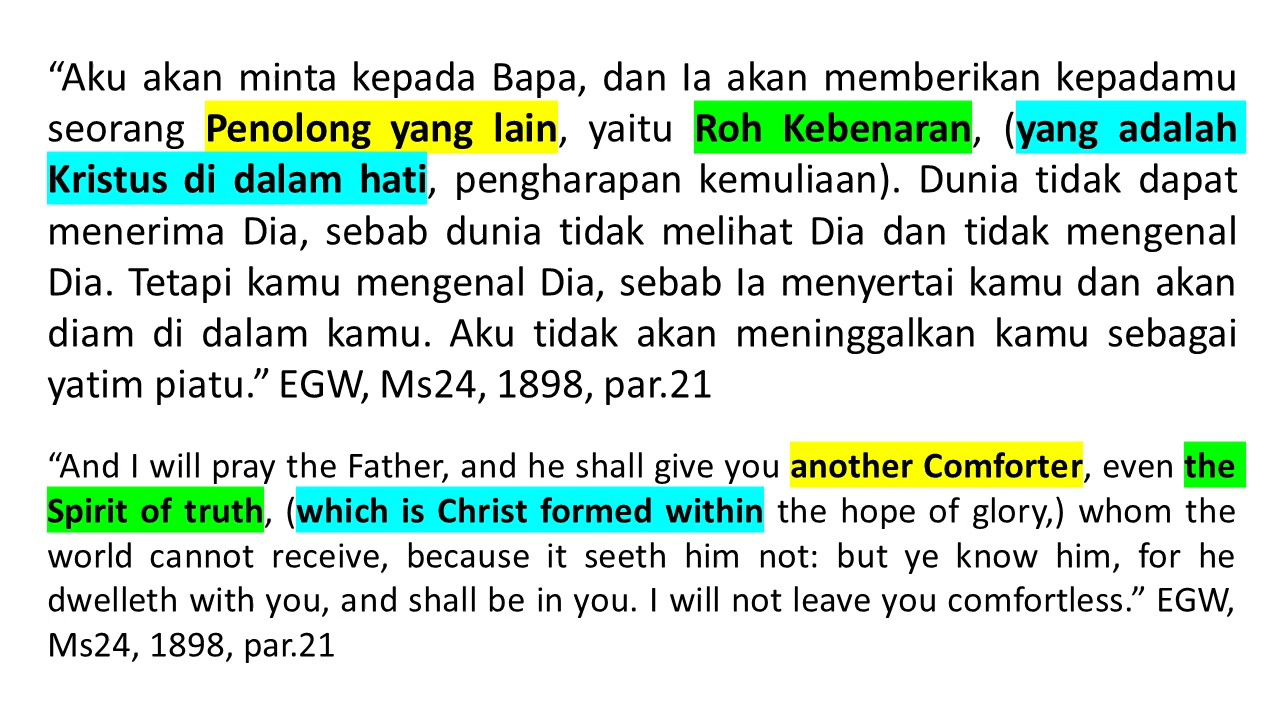 “Aku akan minta kepada Bapa, dan Ia akan memberikan kepadamu
seorang Penolong yang lain, yaitu Roh Kebenaran, (yang adalah
Kristus di dalam hati, pengharapan kemuliaan). Dunia tidak dapat
menerima Dia, sebab dunia tidak melihat Dia dan tidak mengenal
Dia. Tetapi kamu mengenal Dia, sebab Ia menyertai kamu dan akan
diam di dalam kamu. Aku tidak akan meninggalkan kamu sebagai
yatim piatu.” EGW, Ms24, 1898, par.21
“And I will pray the Father, and he shall give you another Comforter, even the
Spirit of truth, (which is Christ formed within the hope of glory,) whom the
world cannot receive, because it seeth him not: but ye know him, for he
dwelleth with you, and shall be in you. I will not leave you comfortless.” EGW,
Ms24, 1898, par.21